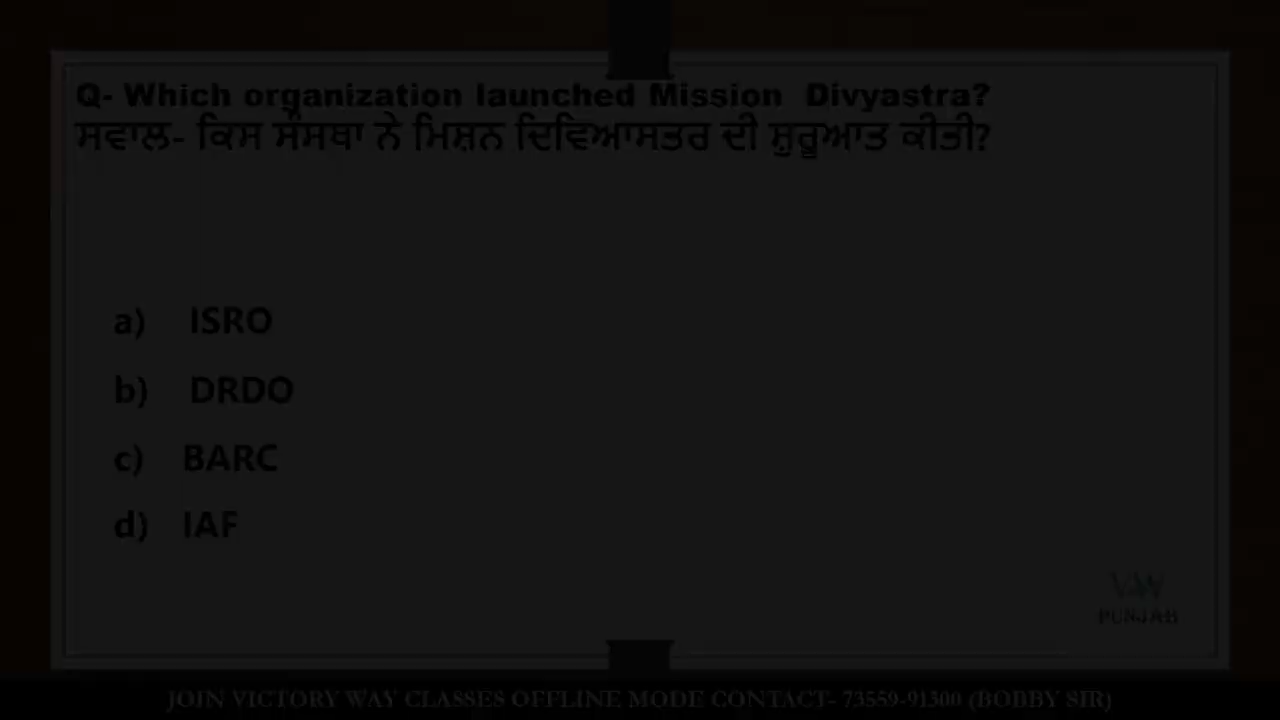 Q- Which organization launched Mission Divyastra?
ਸਵਾਲ- ਕਿਸ ਸੰਸਥਾ ਨੇ ਮਿਸ਼ਨ ਦਿਵਿਆਸਤਰ ਦੀ ਸ਼ੁਰੂਆਤ ਕੀਤੀ?
a) ISRO
b) DRDO
c) BARC
d) IAF
VW
PUNJAB
JOIN VICTORY WAY CLASSES OFFLINE MODE CONTACT- 73559-91300 (BOBBY SIR)